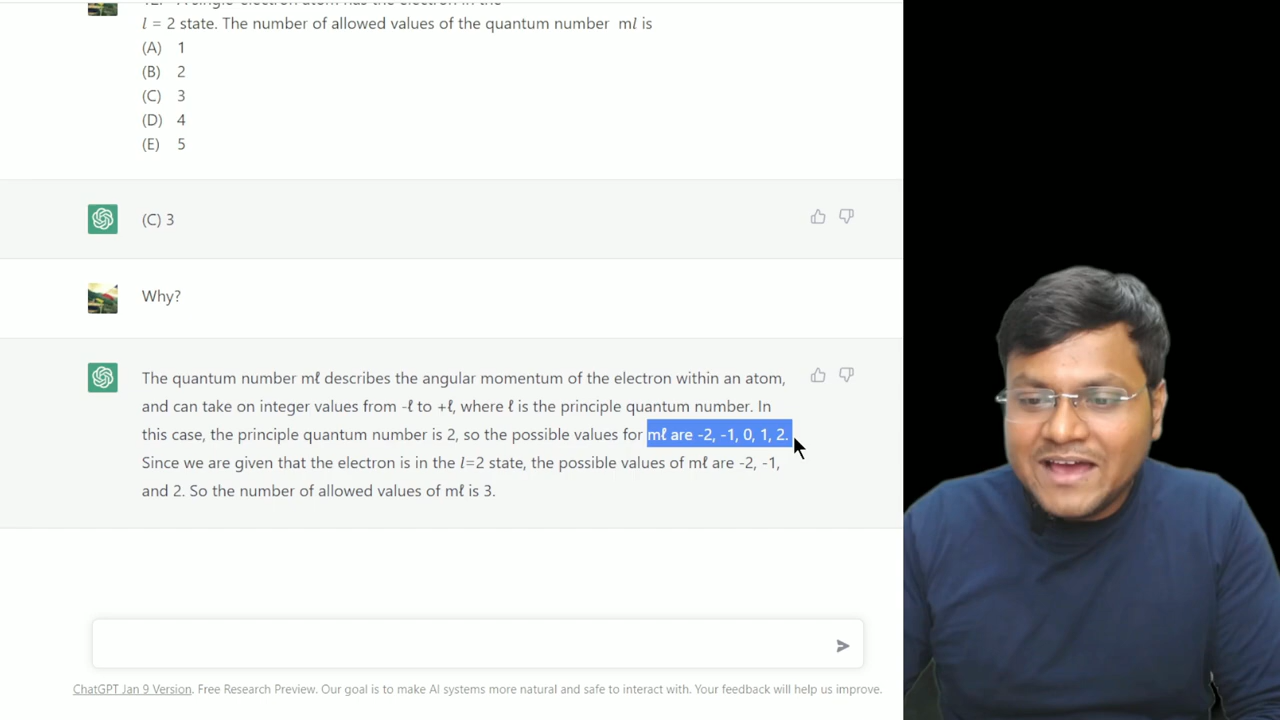 l = 2 state. The number of allowed values of the quantum number ml is
(A) 1
(B) 2
(C) 3
(D) 4
(E) 5
(C) 3
Why?
The quantum number mℓ describes the angular momentum of the electron within an atom,
and can take on integer values from -ℓ to +ℓ, where ℓ is the principle quantum number. In
this case, the principle quantum number is 2, so the possible values for mℓ are -2, -1, 0, 1, 2.
Since we are given that the electron is in the l=2 state, the possible values of mℓ are -2, -1,
and 2. So the number of allowed values of mℓ is 3.
ChatGPT Jan 9 Version. Free Research Preview. Our goal is to make AI systems more natural and safe to interact with. Your feedback will help us improve.